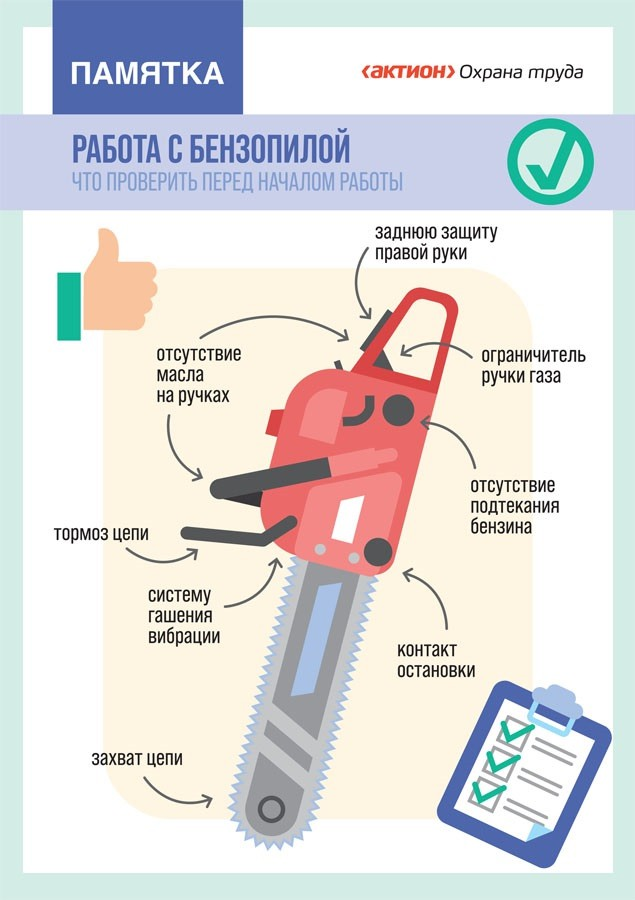 ПАМЯТКА
‹АКТИОН› Охрана труда
РАБОТА С БЕНЗОПИЛОЙ
ЧТО ПРОВЕРИТЬ ПЕРЕД НАЧАЛОМ РАБОТЫ
заднюю защиту
правой руки
отсутствие
масла
на ручках
ограничитель
ручки газа
отсутствие
подтекания
бензина
тормоз цепи
систему
гашения
вибрации
контакт
остановки
захват цепи